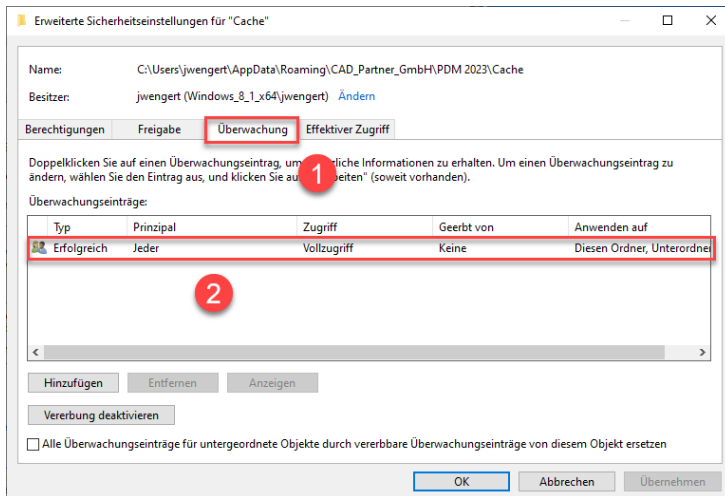 Erweiterte Sicherheitseinstellungen für "Cache"
Name: C:\Users\jwengert\AppData\Roaming\CAD_Partner_GmbH\PDM 2023\Cache
Besitzer: jwengert (Windows_8_1_x64\jwengert) Ändern
Berechtigungen Freigabe Überwachung Effektiver Zugriff
Doppelklicken Sie auf einen Überwachungseintrag, um liche Informationen zu erhalten. Um einen Überwachungseintrag zu
ändern, wählen Sie den Eintrag aus, und klicken Sie au beiten" (soweit vorhanden).
1
Überwachungseinträge:
Typ Prinzipal Zugriff Geerbt von Anwenden auf
Erfolgreich Jeder Vollzugriff Keine Diesen Ordner, Unterordner
2
Hinzufügen Entfernen Anzeigen
Vererbung deaktivieren
Alle Überwachungseinträge für untergeordnete Objekte durch vererbbare Überwachungseinträge von diesem Objekt ersetzen
OK Abbrechen Übernehmen